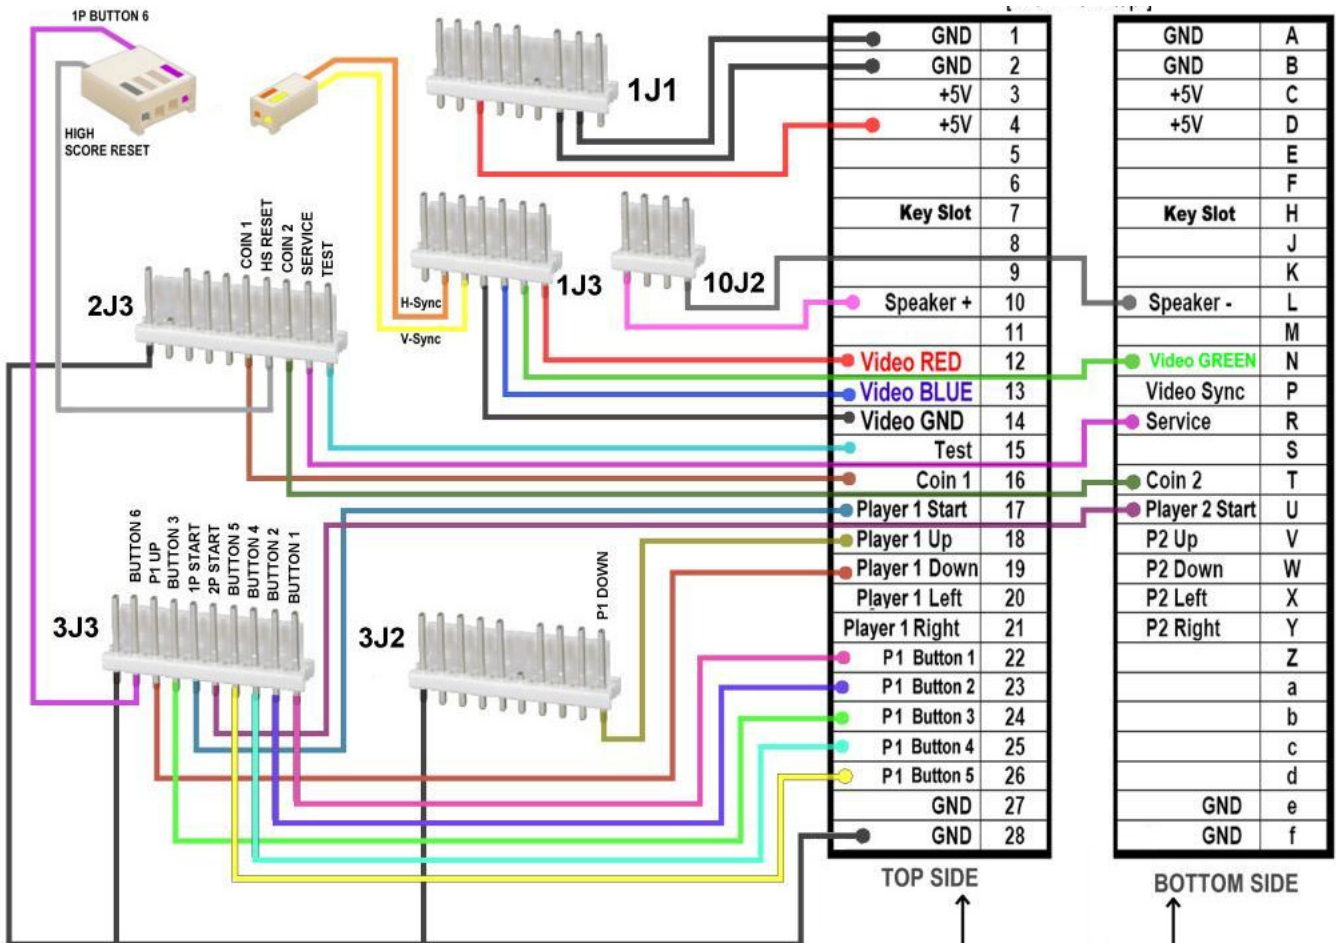 1P BUTTON 6
HIGH
SCORE RESET
1J1
H-Sync
V-Sync
1J3
10J2
2J3
COIN 1
HS RESET
COIN 2
SERVICE
TEST
3J3
BUTTON 6
P1 UP
BUTTON 3
1P START
2P START
BUTTON 5
BUTTON 4
BUTTON 2
BUTTON 1
3J2
P1 DOWN
GND 1
GND 2
+5V 3
+5V 4
5
6
Key Slot 7
8
9
Speaker + 10
11
Video RED 12
Video BLUE 13
Video GND 14
Test 15
Coin 1 16
Player 1 Start 17
Player 1 Up 18
Player 1 Down 19
Player 1 Left 20
Player 1 Right 21
P1 Button 1 22
P1 Button 2 23
P1 Button 3 24
P1 Button 4 25
P1 Button 5 26
GND 27
GND 28
TOP SIDE
GND A
GND B
+5V C
+5V D
E
F
Key Slot H
J
K
Speaker - L
M
Video GREEN N
Video Sync P
Service R
S
Coin 2 T
Player 2 Start U
P2 Up V
P2 Down W
P2 Left X
P2 Right Y
Z
a
b
c
d
GND e
GND f
BOTTOM SIDE